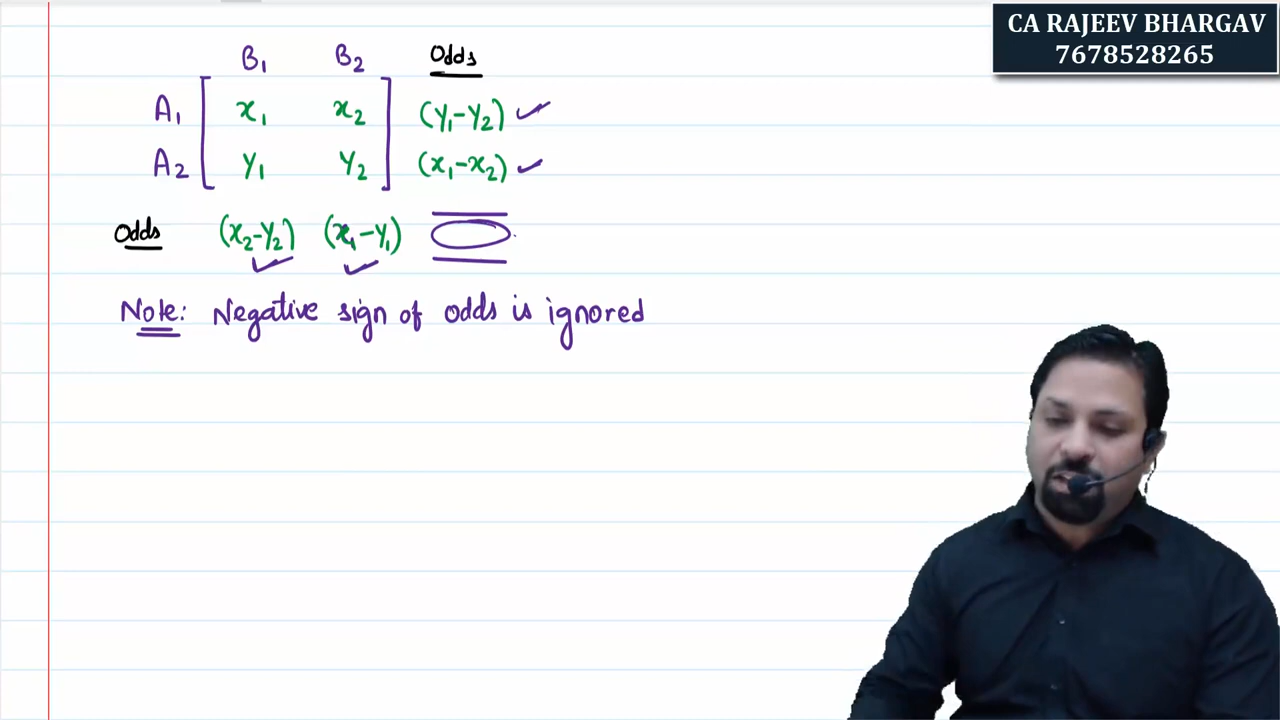 CA RAJEEV BHARGAV
7678528265
B₁ B₂ Odds
A₁ x₁ x₂ (y₁-y₂) ✓
A₂ y₁ y₂ (x₁-x₂) ✓
Odds (x₂-y₂) (x₁-y₁)
Note: Negative sign of odds is ignored